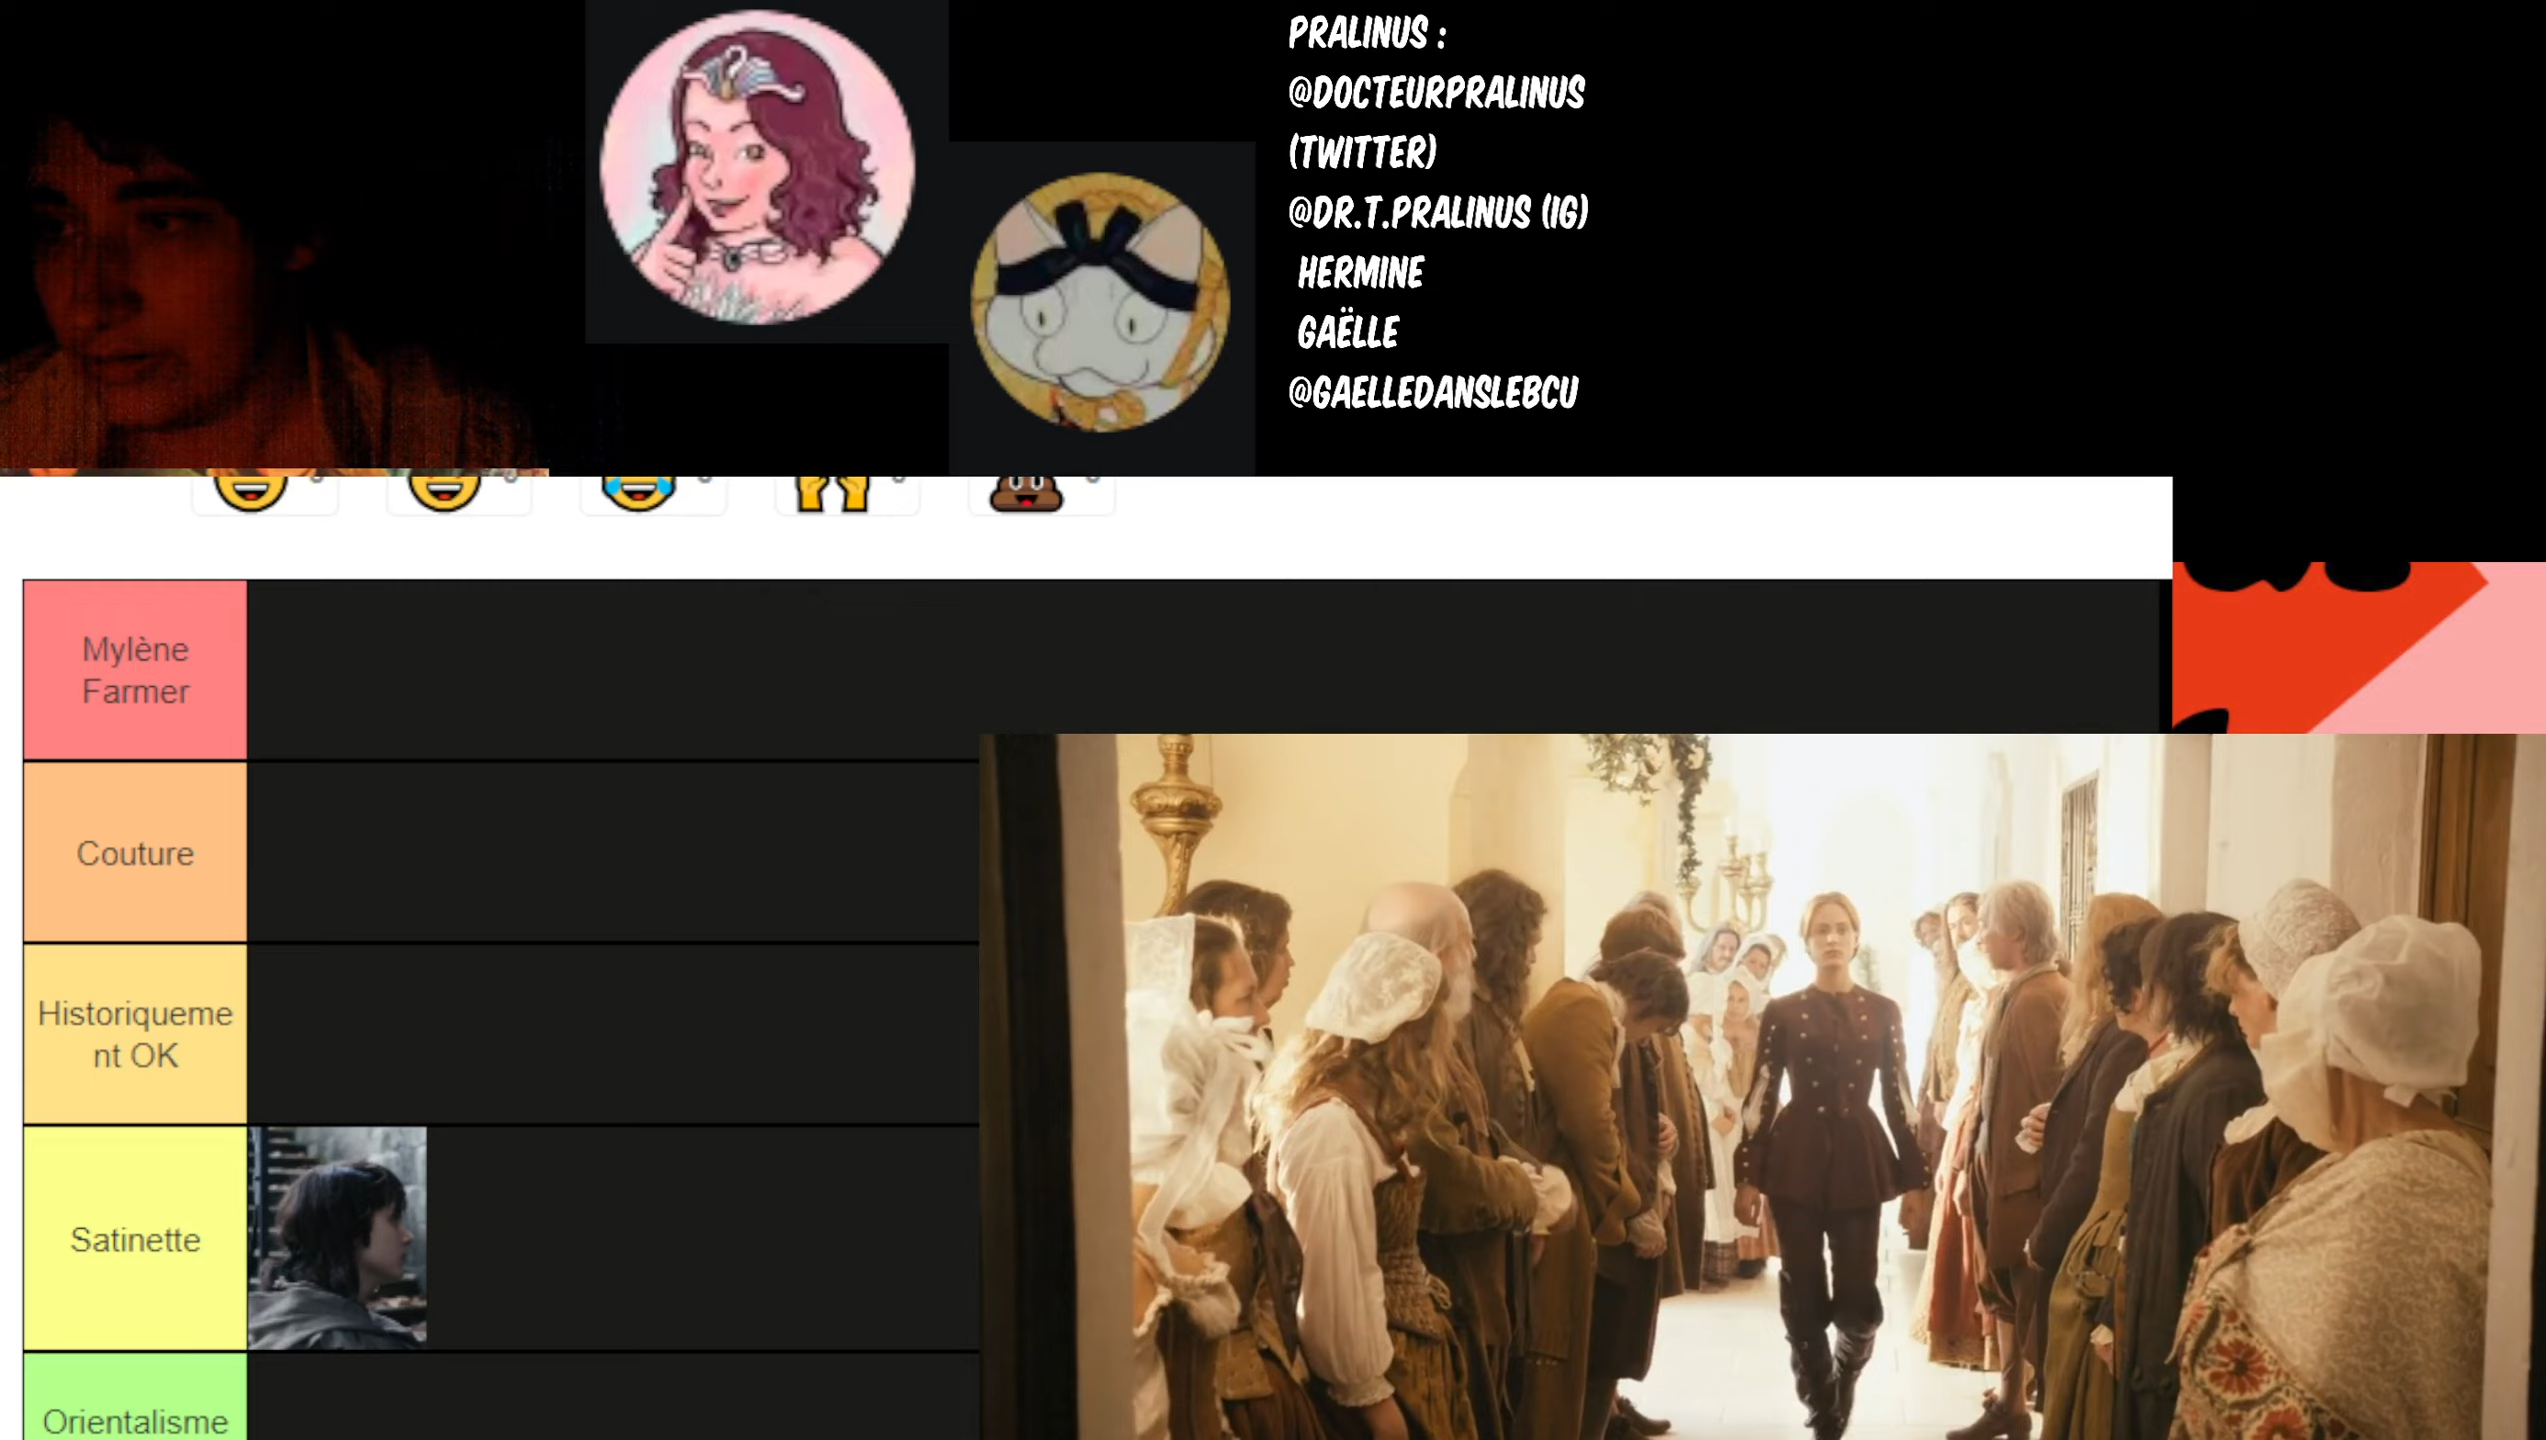 PRALINUS :
@DOCTEURPRALINUS
(TWITTER)
@DR.T.PRALINUS (IG)
HERMINE
GAËLLE
@GAELLEDANSLEBCU
Mylène
Farmer
Couture
Historiqueme
nt OK
Satinette
Orientalisme